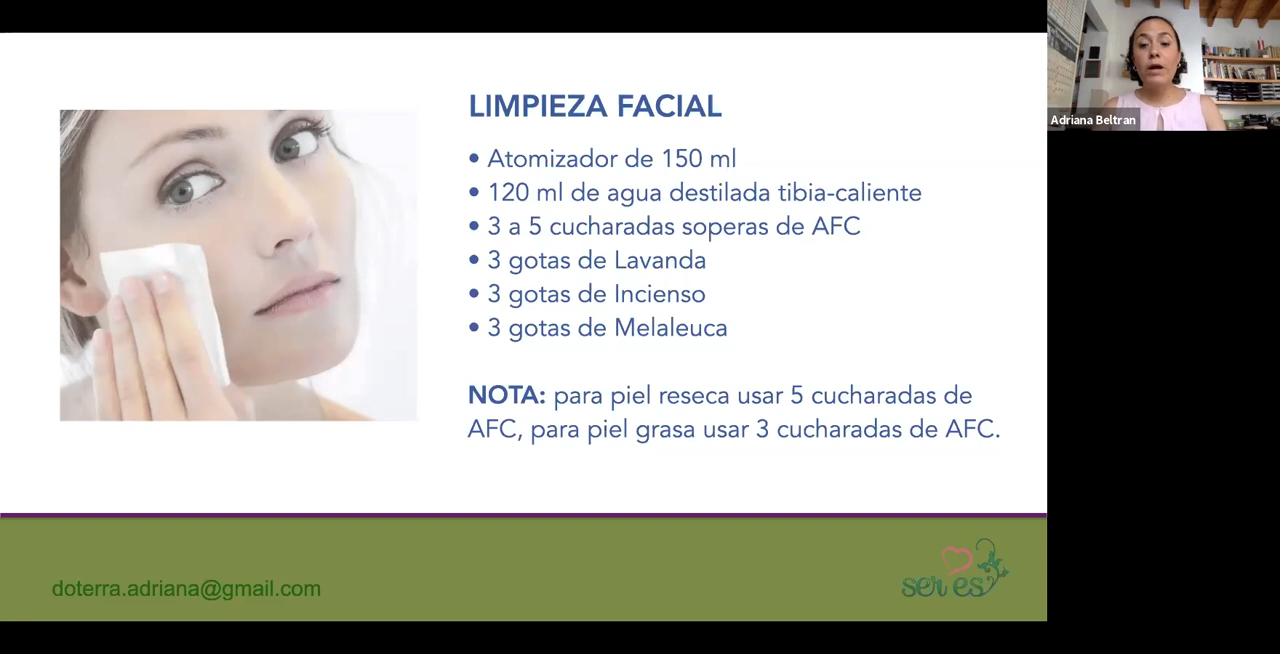 LIMPIEZA FACIAL
• Atomizador de 150 ml
• 120 ml de agua destilada tibia-caliente
• 3 a 5 cucharadas soperas de AFC
• 3 gotas de Lavanda
• 3 gotas de Incienso
• 3 gotas de Melaleuca
NOTA: para piel reseca usar 5 cucharadas de
AFC, para piel grasa usar 3 cucharadas de AFC.
doterra.adriana@gmail.com
ser es
Adriana Beltran